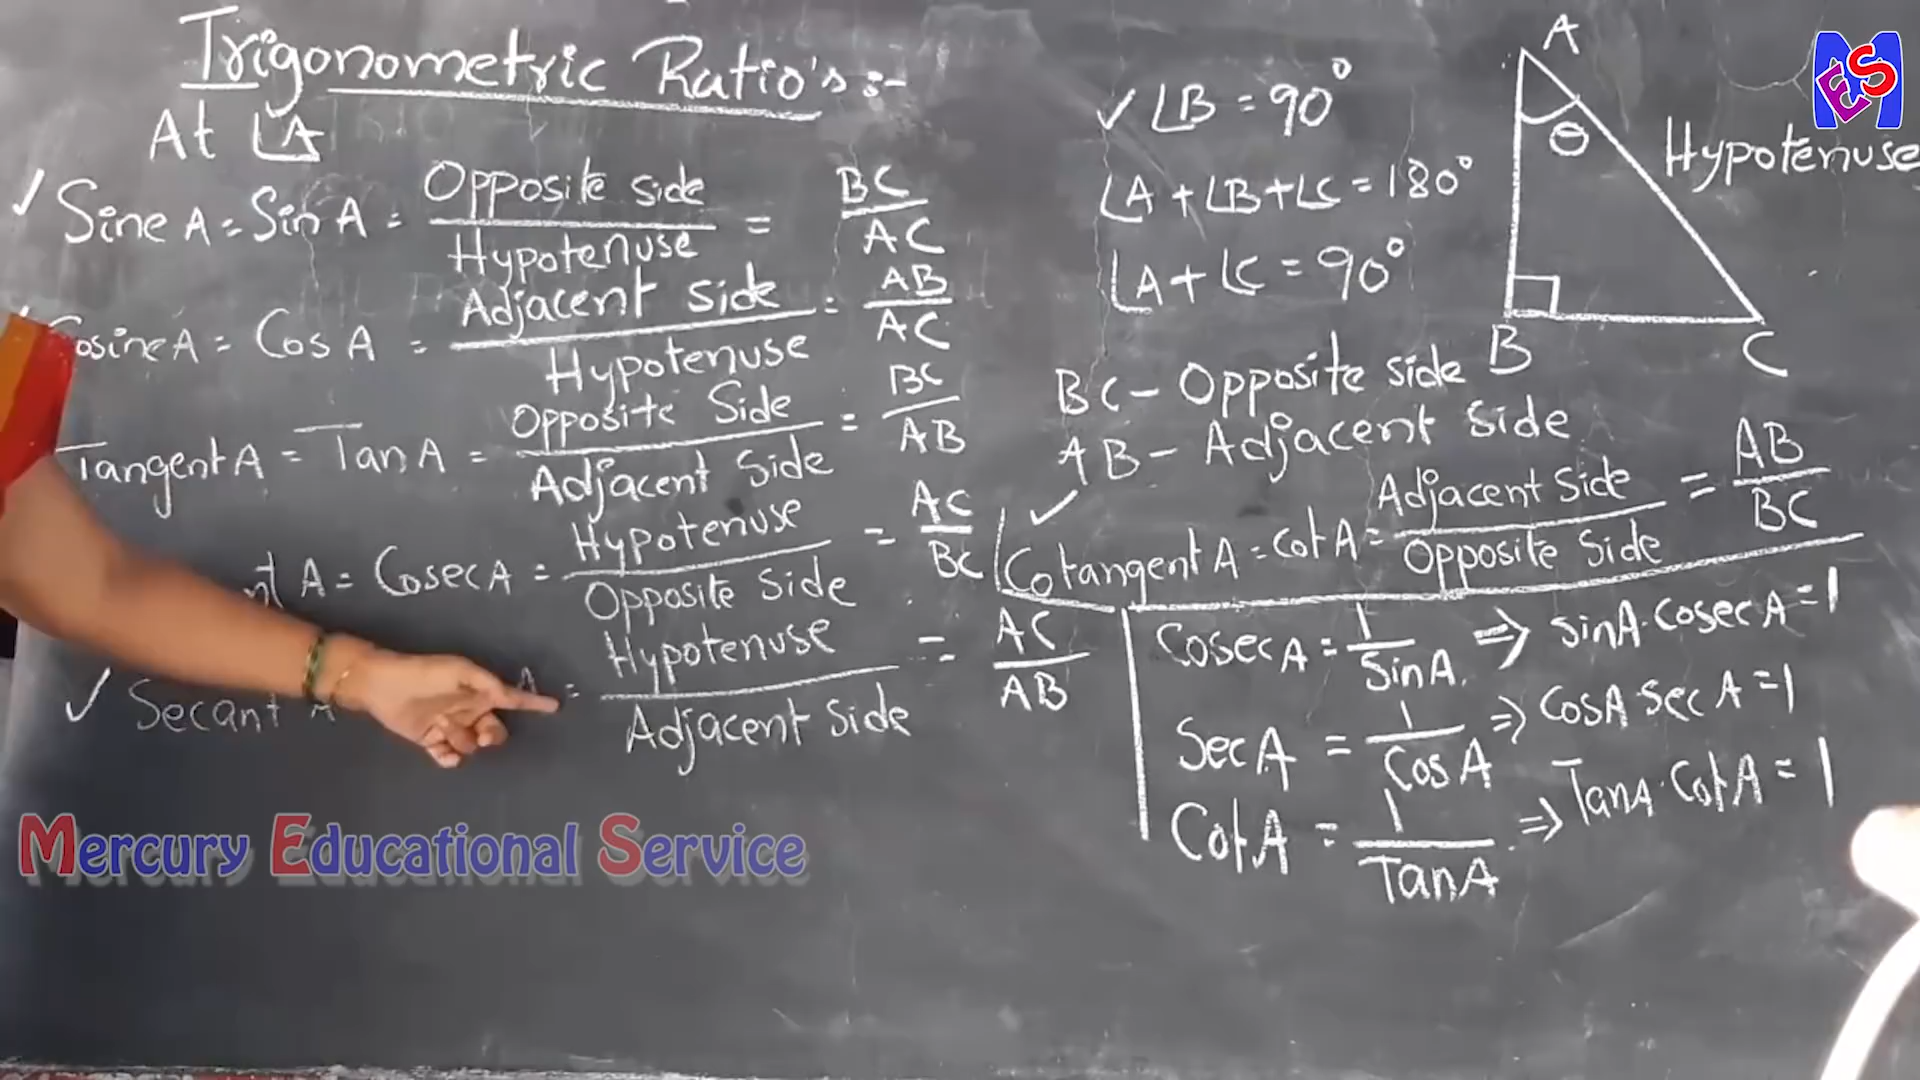 Trigonometric Ratio's :-
At ∠A
Sine A = Sin A = Opposite side / Hypotenuse = BC / AC
Cosine A = Cos A = Adjacent side / Hypotenuse = AB / AC
Tangent A = Tan A = Opposite Side / Adjacent Side = BC / AB
nt A = Cosec A = Hypotenuse / Opposite Side = AC / BC
✓ Secant A = Hypotenuse / Adjacent Side = AC / AB
✓ ∠B = 90°
∠A + ∠B + ∠C = 180°
∠A + ∠C = 90°
A
θ
Hypotenuse
B
C
BC - Opposite side
AB - Adjacent side
✓ Cotangent A = Cot A = Adjacent Side / Opposite Side = AB / BC
Cosec A = 1 / Sin A. ⇒ sin A · Cosec A = 1
Sec A = 1 / Cos A ⇒ Cos A · Sec A = 1
Cot A = 1 / Tan A ⇒ Tan A · Cot A = 1
MES
Mercury Educational Service